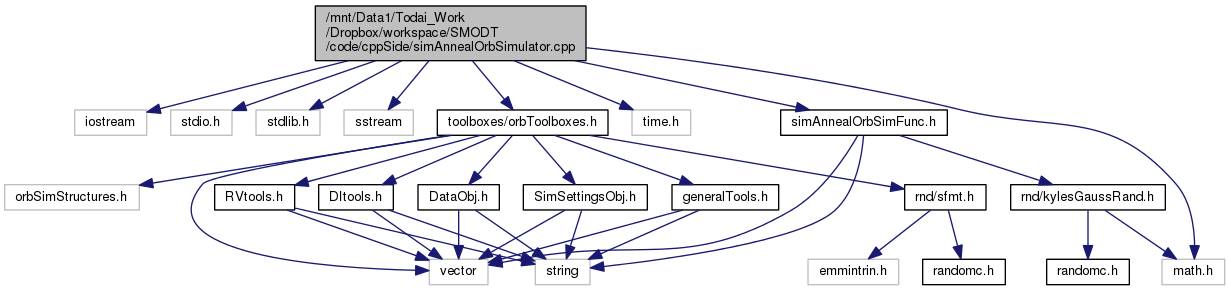 /mnt/Data1/Todai_Work
/Dropbox/workspace/SMODT
/code/cppSide/simAnnealOrbSimulator.cpp
iostream
stdio.h
stdlib.h
sstream
toolboxes/orbToolboxes.h
time.h
simAnnealOrbSimFunc.h
orbSimStructures.h
RVtools.h
DItools.h
DataObj.h
SimSettingsObj.h
generalTools.h
rnd/sfmt.h
rnd/kylesGaussRand.h
vector
string
emmintrin.h
randomc.h
randomc.h
math.h